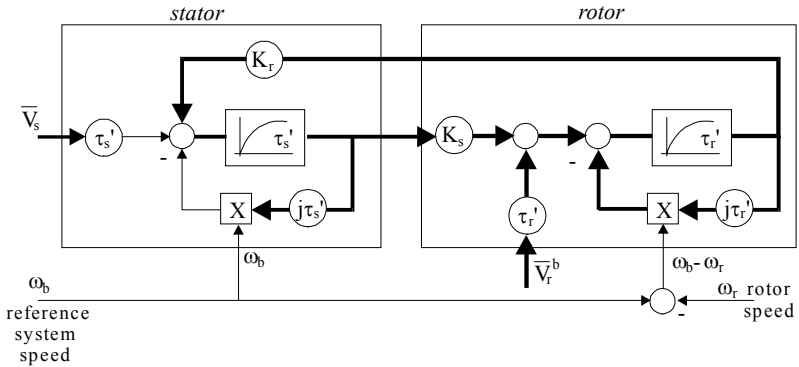 stator
rotor
K_r
V̅_s
τ_s'
τ_s'
K_s
τ_r'
-
-
X
jτ_s'
τ_r'
X
jτ_r'
ω_b
V̅_r^b
ω_b - ω_r
ω_b
reference
system
speed
-
ω_r rotor
speed